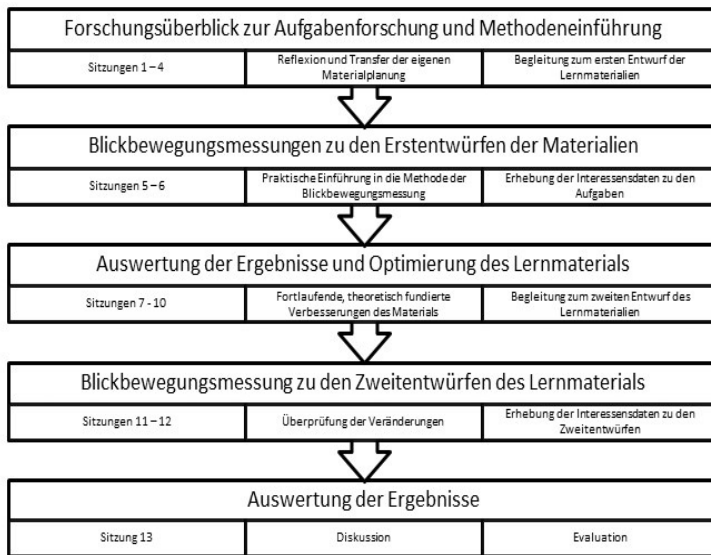 Forschungsüberblick zur Aufgabenforschung und Methodeneinführung
Sitzungen 1 – 4
Reflexion und Transfer der eigenen
Materialplanung
Begleitung zum ersten Entwurf der
Lernmaterialien
Blickbewegungsmessungen zu den Erstentwürfen der Materialien
Sitzungen 5 – 6
Praktische Einführung in die Methode der
Blickbewegungsmessung
Erhebung der Interessensdaten zu den
Aufgaben
Auswertung der Ergebnisse und Optimierung des Lernmaterials
Sitzungen 7 - 10
Fortlaufende, theoretisch fundierte
Verbesserungen des Materials
Begleitung zum zweiten Entwurf des
Lernmaterialien
Blickbewegungsmessung zu den Zweitentwürfen des Lernmaterials
Sitzungen 11 – 12
Überprüfung der Veränderungen
Erhebung der Interessensdaten zu den
Zweitentwürfen
Auswertung der Ergebnisse
Sitzung 13
Diskussion
Evaluation